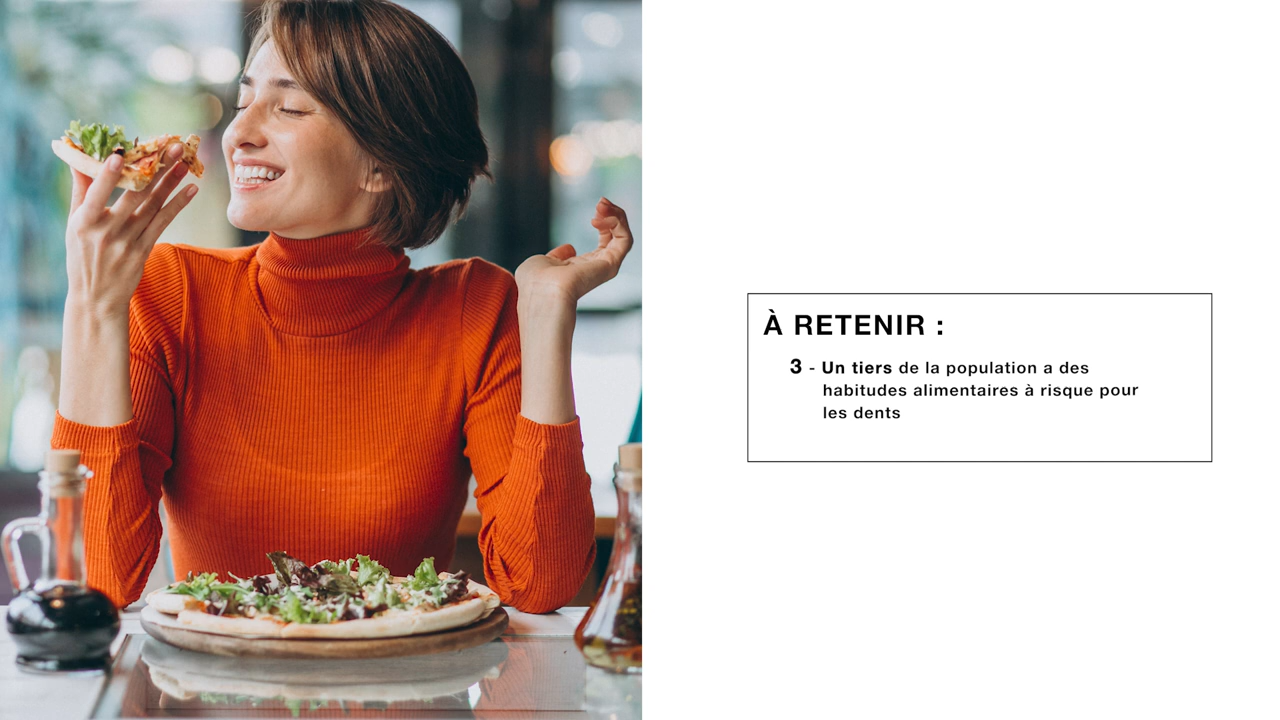 À RETENIR :
3 - Un tiers de la population a des
habitudes alimentaires à risque pour
les dents